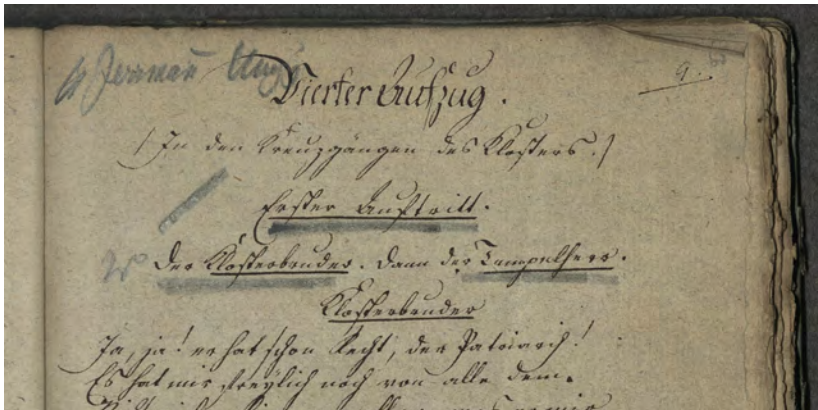 9.
Vierter Aufzug.
/ In den Kreuzgängen des Klosters. /
Erster Auftritt.
Der Klosterbruder. Dann der Tempelherr.
Klosterbruder
Ja, ja! er hat schon Recht, der Patriarch!
Es hat mir freylich noch von alle dem.